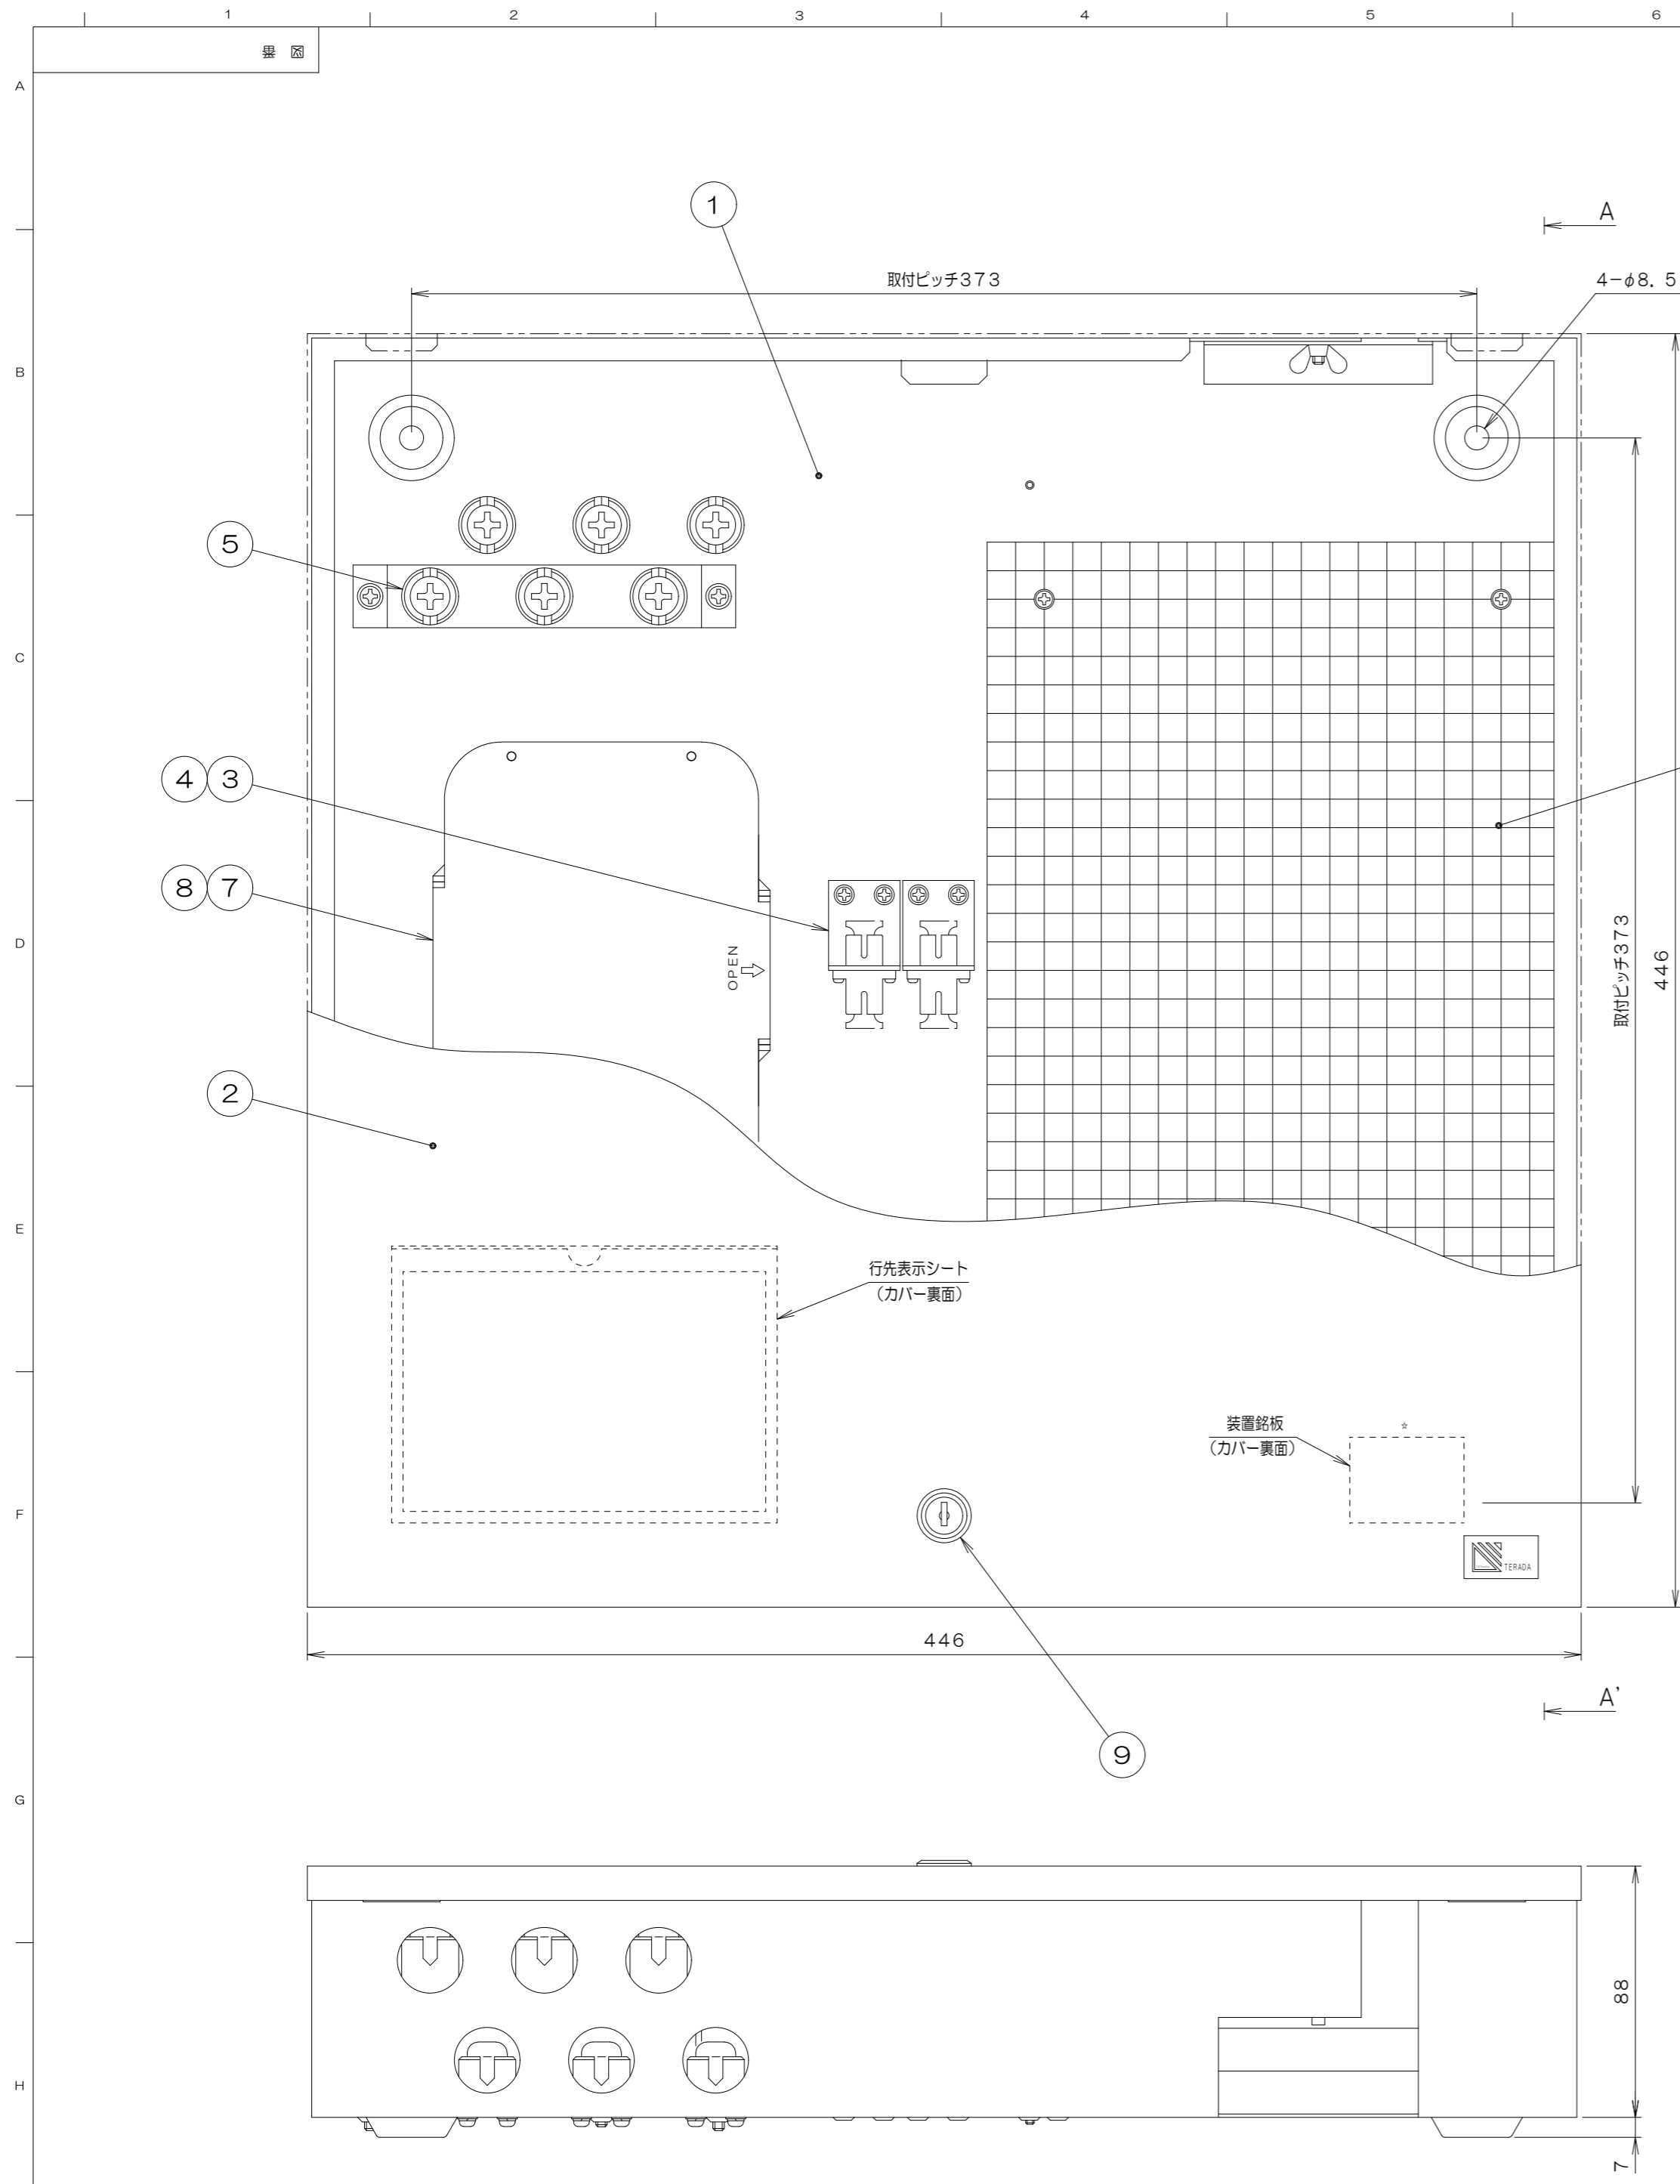 1 2 3 4 5 6
図番
A
B
C
D
E
F
G
H
1
A
取付ピッチ373
4-φ8.5
5
4 3
8 7
OPEN
取付ピッチ373
446
2
行先表示シート
(カバー裏面)
装置銘板
(カバー裏面)
☆
TERADA
446
A'
9
88
7